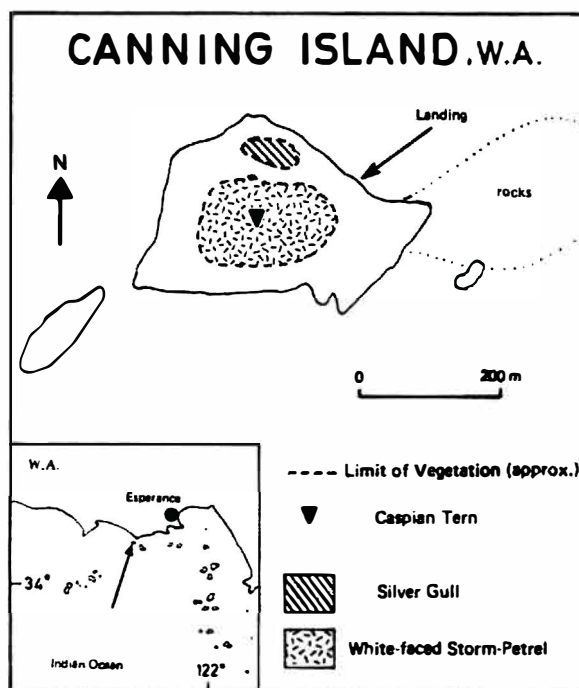 CANNING ISLAND, W.A.
Landing
N
rocks
0 200 m
W.A.
Esperance
34°
Indian Ocean
122°
Limit of Vegetation (approx.)
Caspian Tern
Silver Gull
White-faced Storm-Petrel